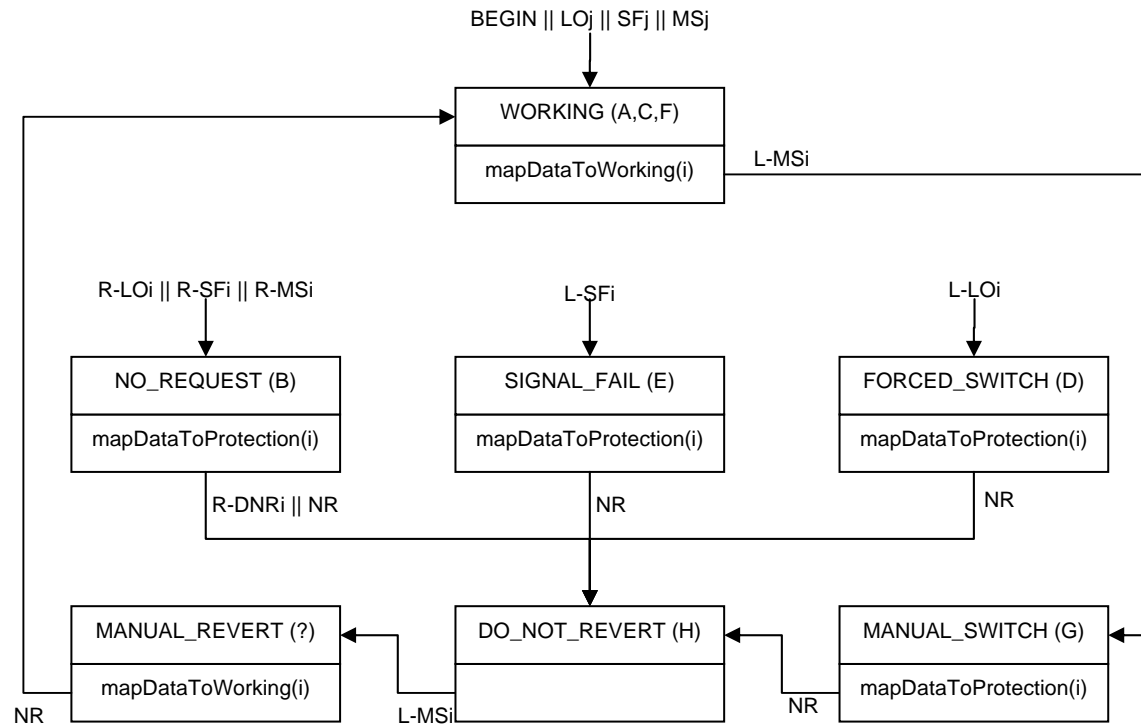 BEGIN || LOj || SFj || MSj
WORKING (A,C,F)
mapDataToWorking(i)
L-MSi
R-LOi || R-SFi || R-MSi
L-SFi
L-LOi
NO_REQUEST (B)
SIGNAL_FAIL (E)
FORCED_SWITCH (D)
mapDataToProtection(i)
mapDataToProtection(i)
mapDataToProtection(i)
R-DNRi || NR
NR
NR
MANUAL_REVERT (?)
DO_NOT_REVERT (H)
MANUAL_SWITCH (G)
mapDataToWorking(i)
mapDataToProtection(i)
NR
L-MSi
NR